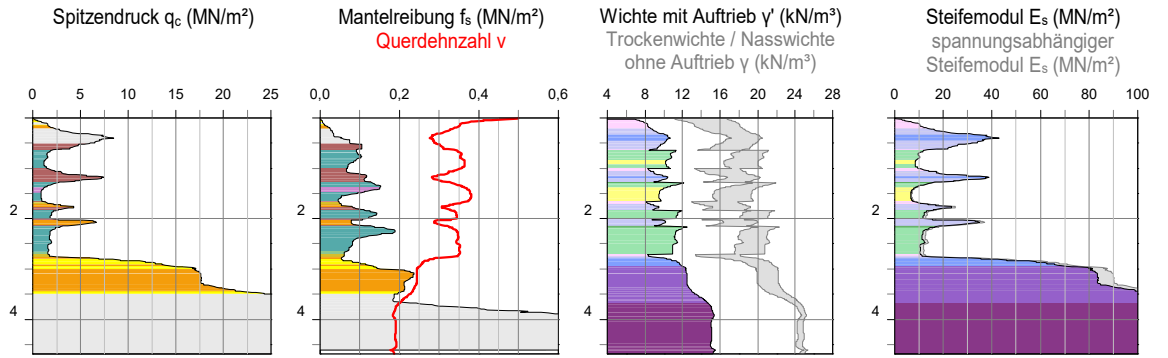 Spitzendruck qc (MN/m²)
0 5 10 15 20 25
2
4
Mantelreibung fs (MN/m²)
Querdehnzahl ν
0,0 0,2 0,4 0,6
2
4
Wichte mit Auftrieb γ' (kN/m³)
Trockenwichte / Nasswichte
ohne Auftrieb γ (kN/m³)
4 8 12 16 20 24 28
2
4
Steifemodul Es (MN/m²)
spannungsabhängiger
Steifemodul Es (MN/m²)
0 20 40 60 80 100
2
4